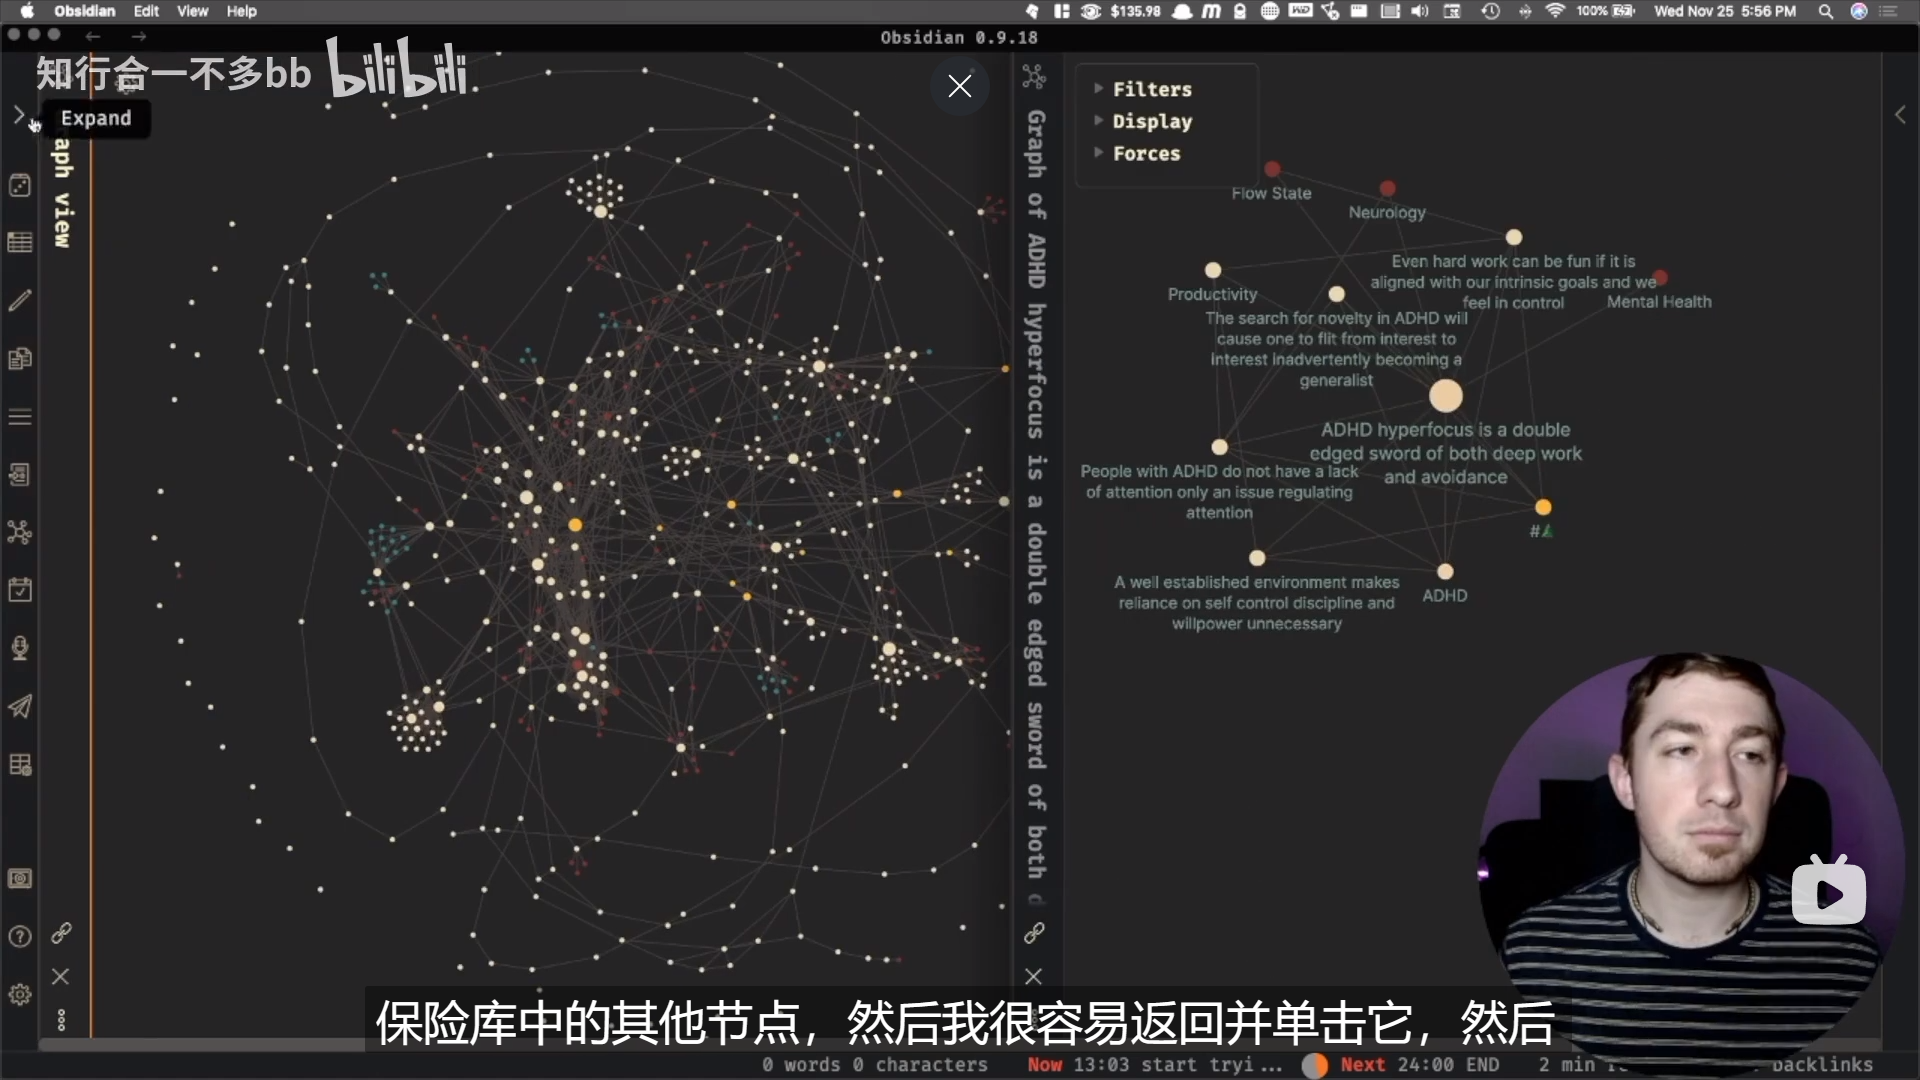 Obsidian Edit View Help
$135.98
100%
Wed Nov 25 5:56 PM
Obsidian 0.9.18
知行合一不多bb bilibili
Expand
aph view
Graph of ADHD hyperfocus is a double edged sword of both d
Filters
Display
Forces
Flow State
Neurology
Even hard work can be fun if it is
aligned with our intrinsic goals and we
feel in control
Mental Health
Productivity
The search for novelty in ADHD will
cause one to flit from interest to
interest inadvertently becoming a
generalist
ADHD hyperfocus is a double
edged sword of both deep work
and avoidance
People with ADHD do not have a lack
of attention only an issue regulating
attention
#
A well established environment makes
reliance on self control discipline and
willpower unnecessary
ADHD
保险库中的其他节点，然后我很容易返回并单击它，然后
0 words 0 characters
Now 13:03 start tryi...
Next 24:00 END
2 min
backlinks